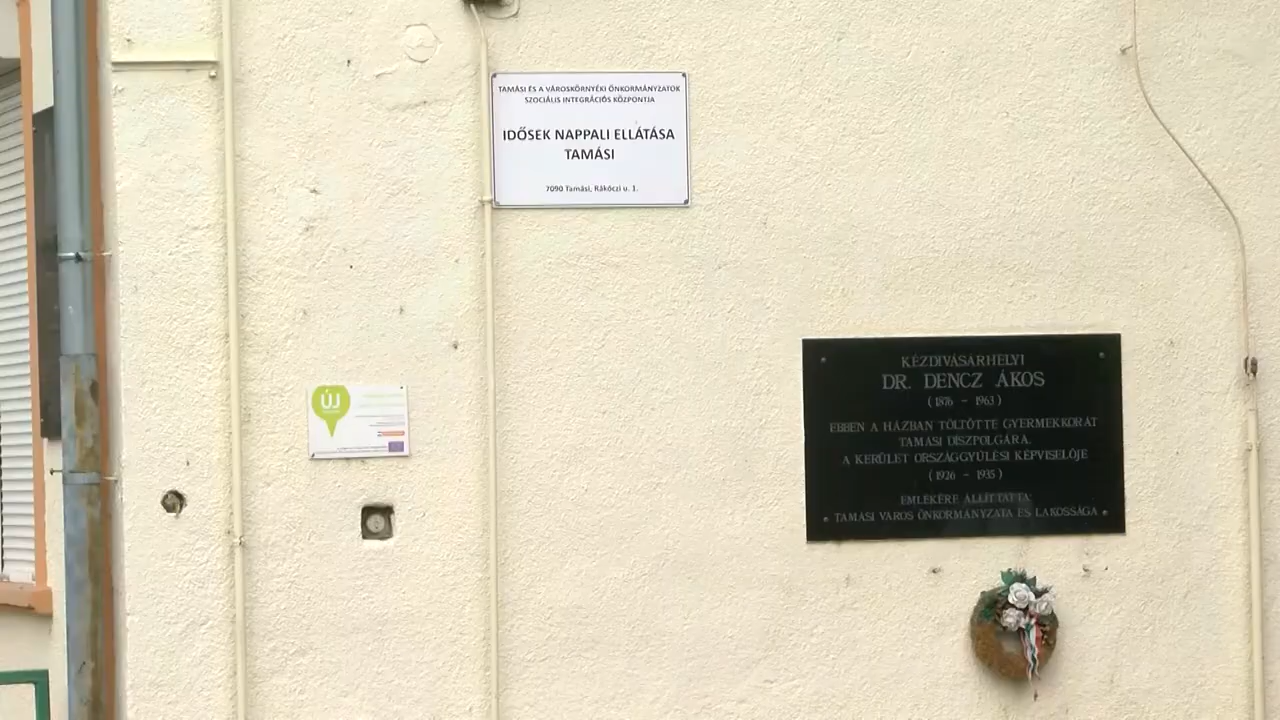 TAMÁSI ÉS A VÁROSKÖRNYÉKI ÖNKORMÁNYZATOK
SZOCIÁLIS INTEGRÁCIÓS KÖZPONTJA
IDŐSEK NAPPALI ELLÁTÁSA
TAMÁSI
7090 Tamási, Rákóczi u. 1.
ÚJ
KÉZDIVÁSÁRHELYI
DR. DENCZ ÁKOS
(1876 - 1963)
EBBEN A HÁZBAN TÖLTÖTTE GYERMEKKORÁT
TAMÁSI DÍSZPOLGÁRA,
A KERÜLET ORSZÁGGYŰLÉSI KÉPVISELŐJE
(1926 - 1935)
EMLÉKÉRE ÁLLÍTTATTA:
TAMÁSI VÁROS ÖNKORMÁNYZATA ÉS LAKOSSÁGA